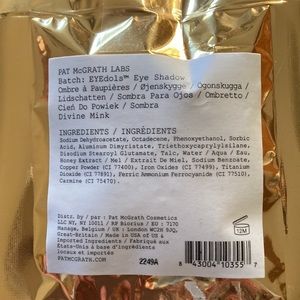 PAT McGRATH LABS
Batch: EYEdols™ Eye Shadow
Ombre à Paupières / Øjenskygge / Ögonskugga /
Lidschatten / Sombra Para Ojos / Ombretto /
Cień Do Powiek / Sombra
Divine Mink
INGREDIENTS / INGRÉDIENTS
Sodium Dehydroacetate, Octadecene, Phenoxyethanol, Sorbic
Acid, Aluminum Dimyristate, Triethoxycaprylylsilane,
Disodium Stearoyl Glutamate, Talc, Water / Aqua / Eau,
Honey Extract / Mel / Extrait De Miel, Sodium Benzoate,
Copper Powder (CI 77400), Iron Oxides (CI 77499), Titanium
Dioxide (CI 77891), Ferric Ferrocyanide (CI 77510),
Carmine (CI 75470)
Distr. by / par : Pat McGrath Cosmetics
LLC NY, NY 10011 / RP Biorius / EU : 7170
Manage, Belgium / UK : London WC2H 9JQ,
Great Britain / Made in USA of US &
Imported Ingredients / Fabriqué aux
États-Unis à base d'ingrédients US et
Importés
PATMCGRATH.COM
2249A
12M
8 43004 10355 7